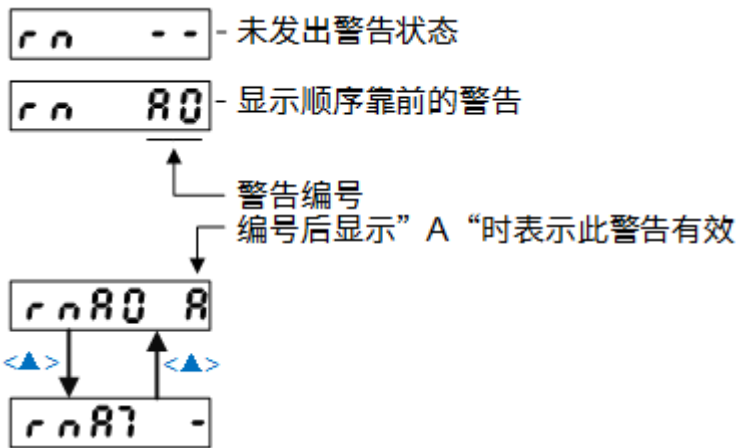 rn -- - 未发出警告状态
rn A0 - 显示顺序靠前的警告
警告编号
编号后显示” A “时表示此警告有效
rnA0 A
<▲> <▲>
rnA7 -